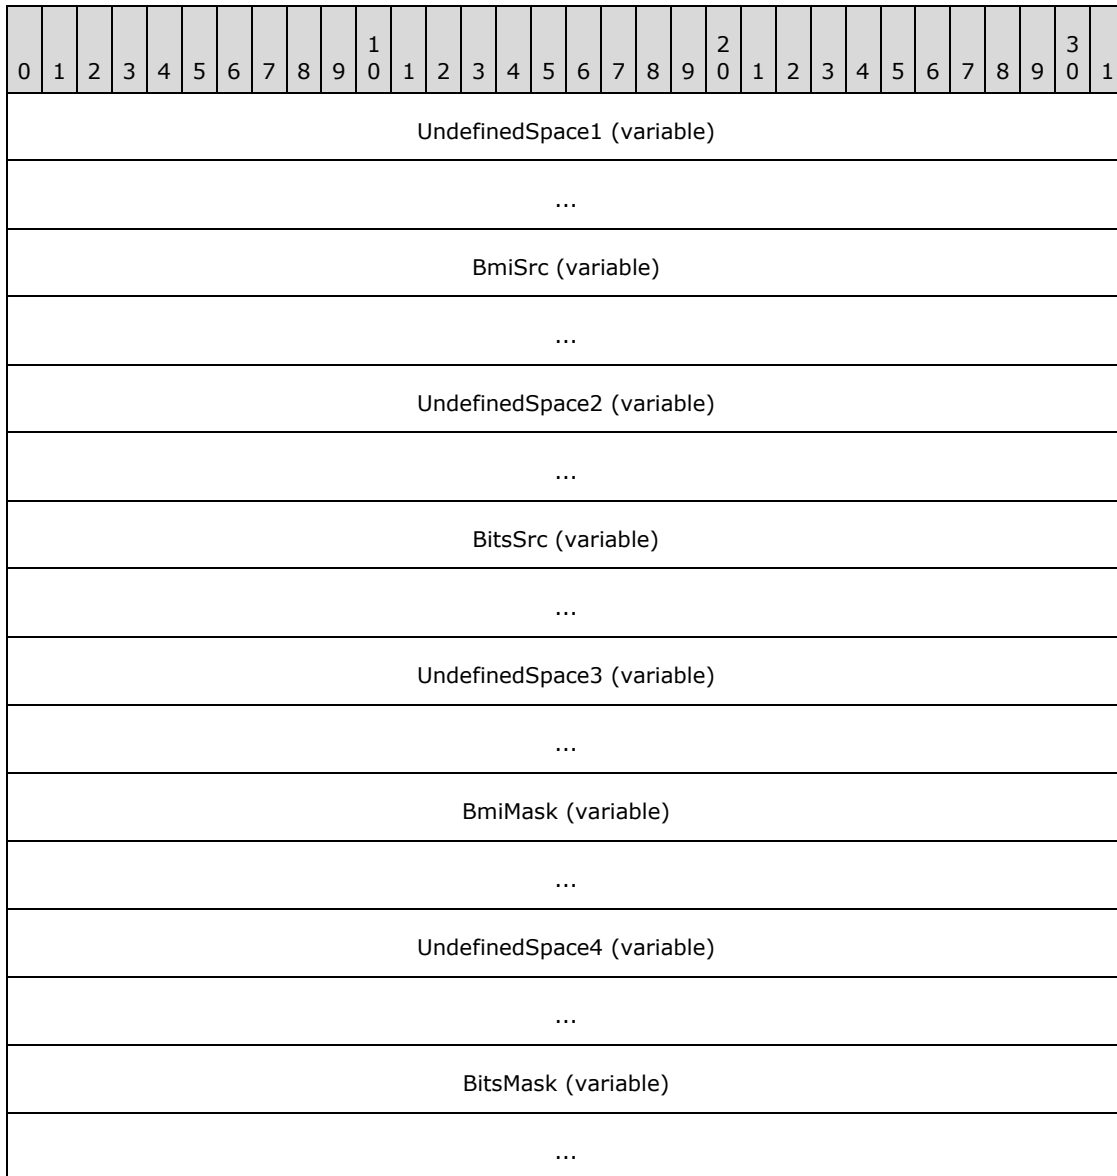 1 2 3
0 1 2 3 4 5 6 7 8 9 0 1 2 3 4 5 6 7 8 9 0 1 2 3 4 5 6 7 8 9 0 1
UndefinedSpace1 (variable)
...
BmiSrc (variable)
...
UndefinedSpace2 (variable)
...
BitsSrc (variable)
...
UndefinedSpace3 (variable)
...
BmiMask (variable)
...
UndefinedSpace4 (variable)
...
BitsMask (variable)
...